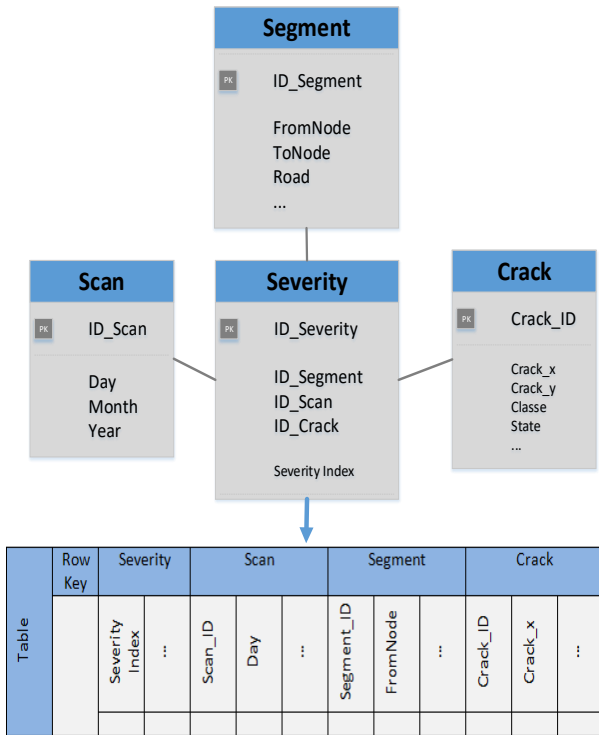 Segment
PK
ID_Segment
FromNode
ToNode
Road
...
Scan
PK
ID_Scan
Day
Month
Year
Severity
PK
ID_Severity
ID_Segment
ID_Scan
ID_Crack
Severity Index
Crack
PK
Crack_ID
Crack_x
Crack_y
Classe
State
...
Table
Row
Key
Severity
Scan
Segment
Crack
Severity
Index
...
Scan_ID
Day
...
Segment_ID
FromNode
...
Crack_ID
Crack_x
...